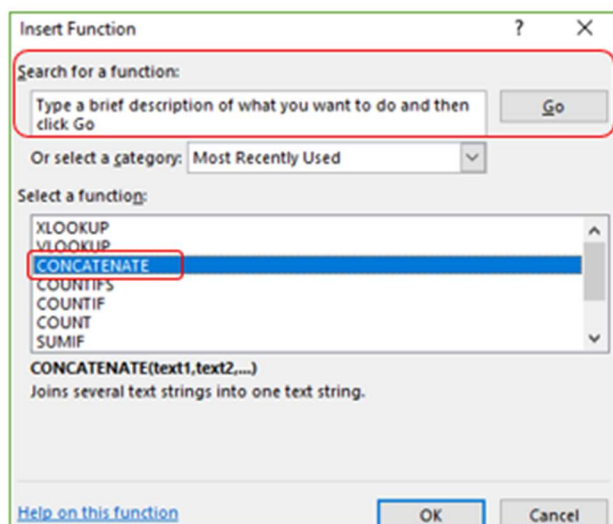 Insert Function ? ×
Search for a function:
Type a brief description of what you want to do and then
click Go
Go
Or select a category: Most Recently Used
Select a function:
XLOOKUP
VLOOKUP
CONCATENATE
COUNTIFS
COUNTIF
COUNT
SUMIF
CONCATENATE(text1,text2,...)
Joins several text strings into one text string.
Help on this function
OK
Cancel